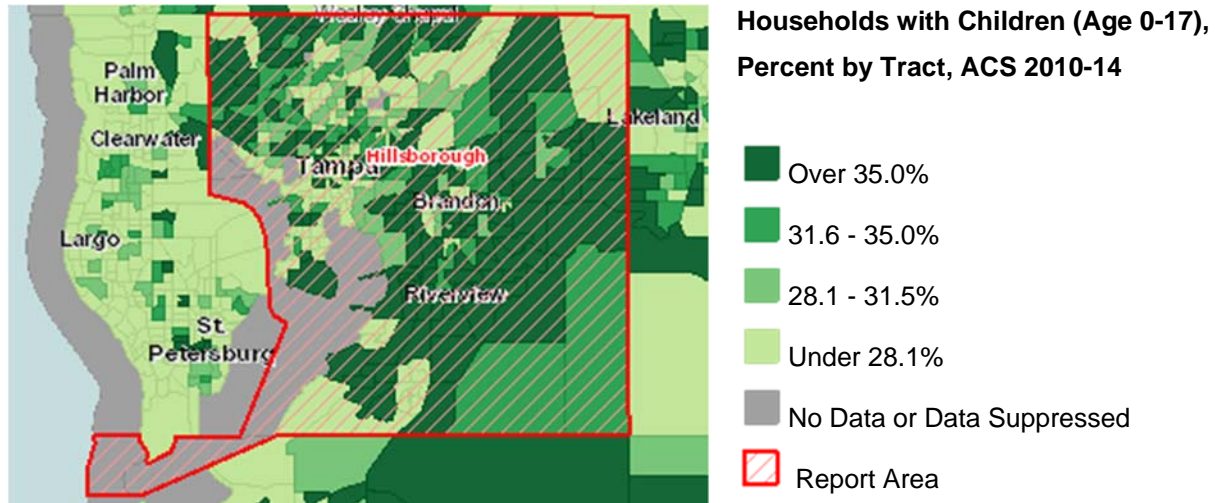 Wesley Chapel
Palm
Harbor
Clearwater
Lakeland
Hillsborough
Tampa
Brandon
Largo
Riverview
St.
Petersburg
Households with Children (Age 0-17),
Percent by Tract, ACS 2010-14
Over 35.0%
31.6 - 35.0%
28.1 - 31.5%
Under 28.1%
No Data or Data Suppressed
Report Area